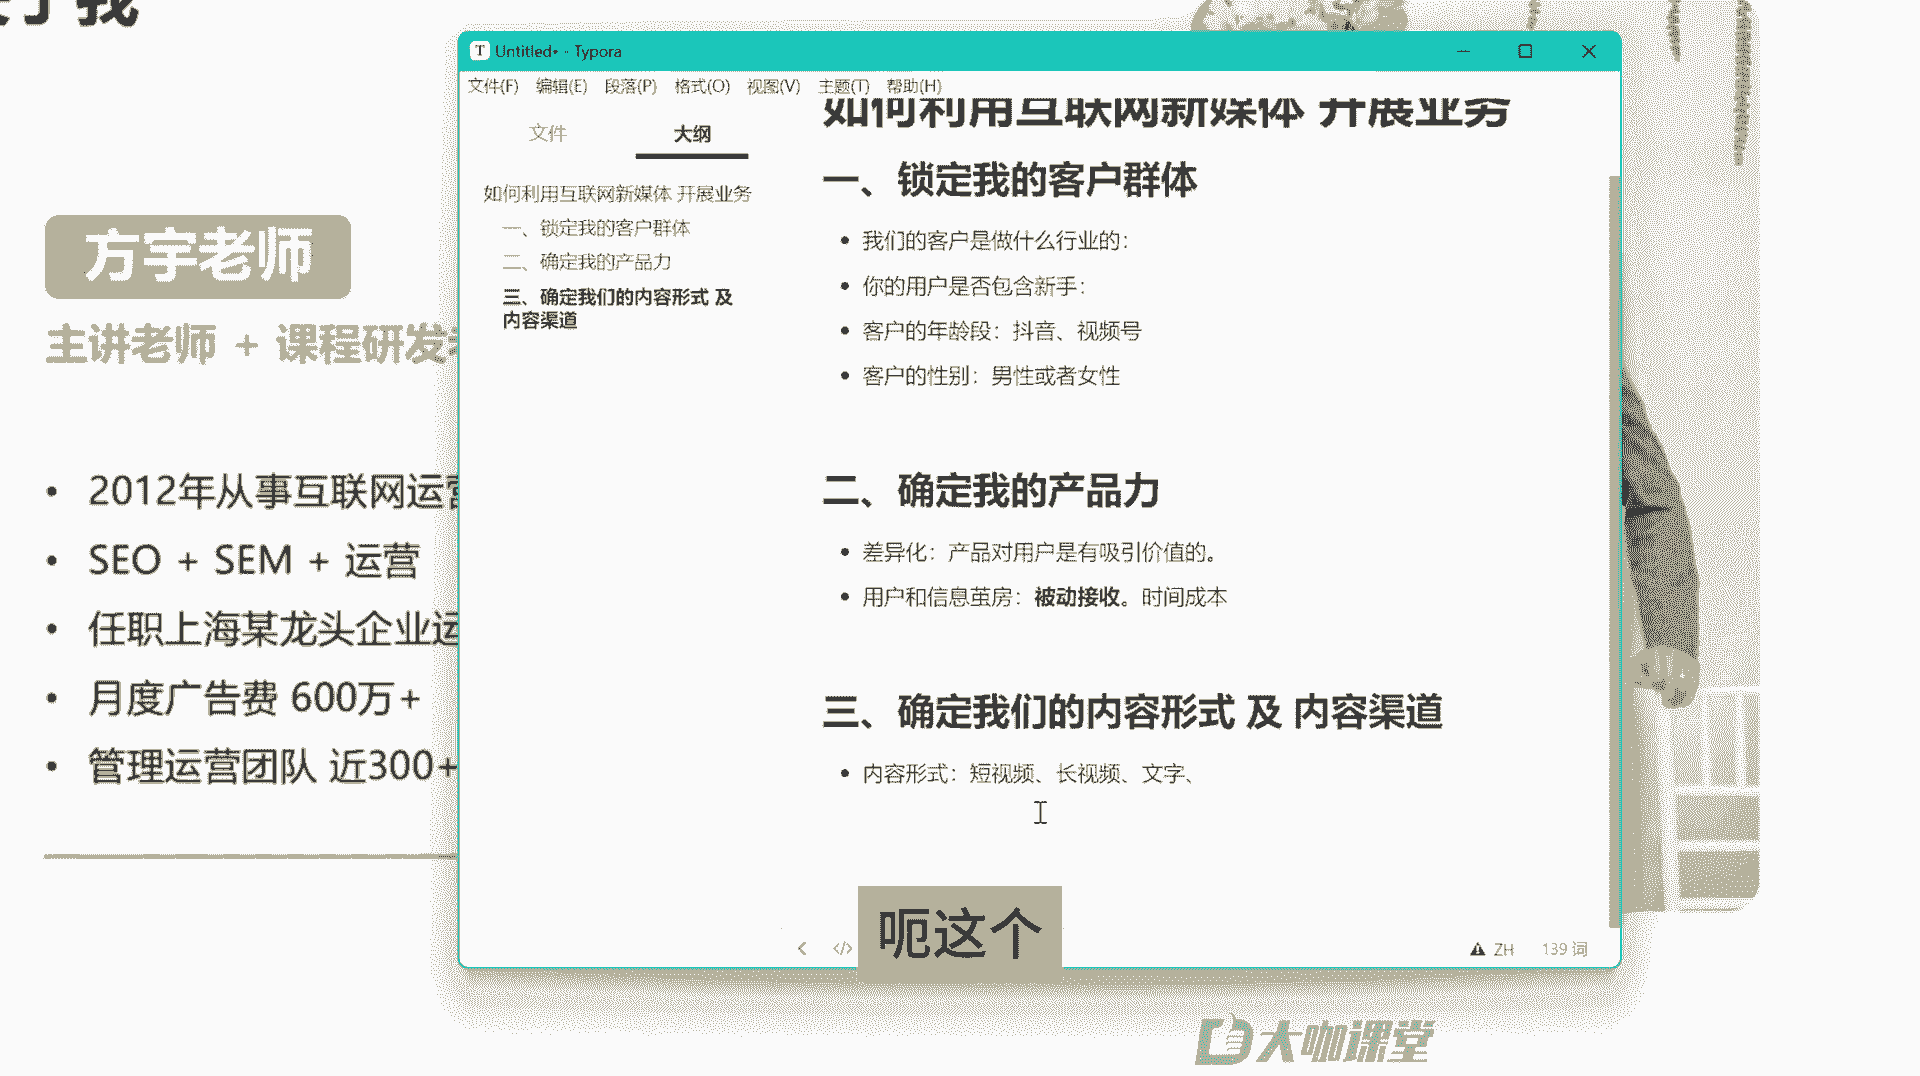 我
方宇老师
主讲老师 + 课程研发
2012年从事互联网运营
SEO + SEM + 运营
任职上海某龙头企业运
月度广告费 600万+
管理运营团队 近300+
Untitled• - Typora
文件(F) 编辑(E) 段落(P) 格式(O) 视图(V) 主题(T) 帮助(H)
文件 大纲
如何利用互联网新媒体 开展业务
一、锁定我的客户群体
二、确定我的产品力
三、确定我们的内容形式 及
内容渠道
如何利用互联网新媒体 开展业务
一、锁定我的客户群体
我们的客户是做什么行业的：
你的用户是否包含新手：
客户的年龄段：抖音、视频号
客户的性别：男性或者女性
二、确定我的产品力
差异化：产品对用户是有吸引价值的。
用户和信息茧房：被动接收。时间成本
三、确定我们的内容形式 及 内容渠道
内容形式：短视频、长视频、文字、
呃这个
ZH 139 词
大咖课堂